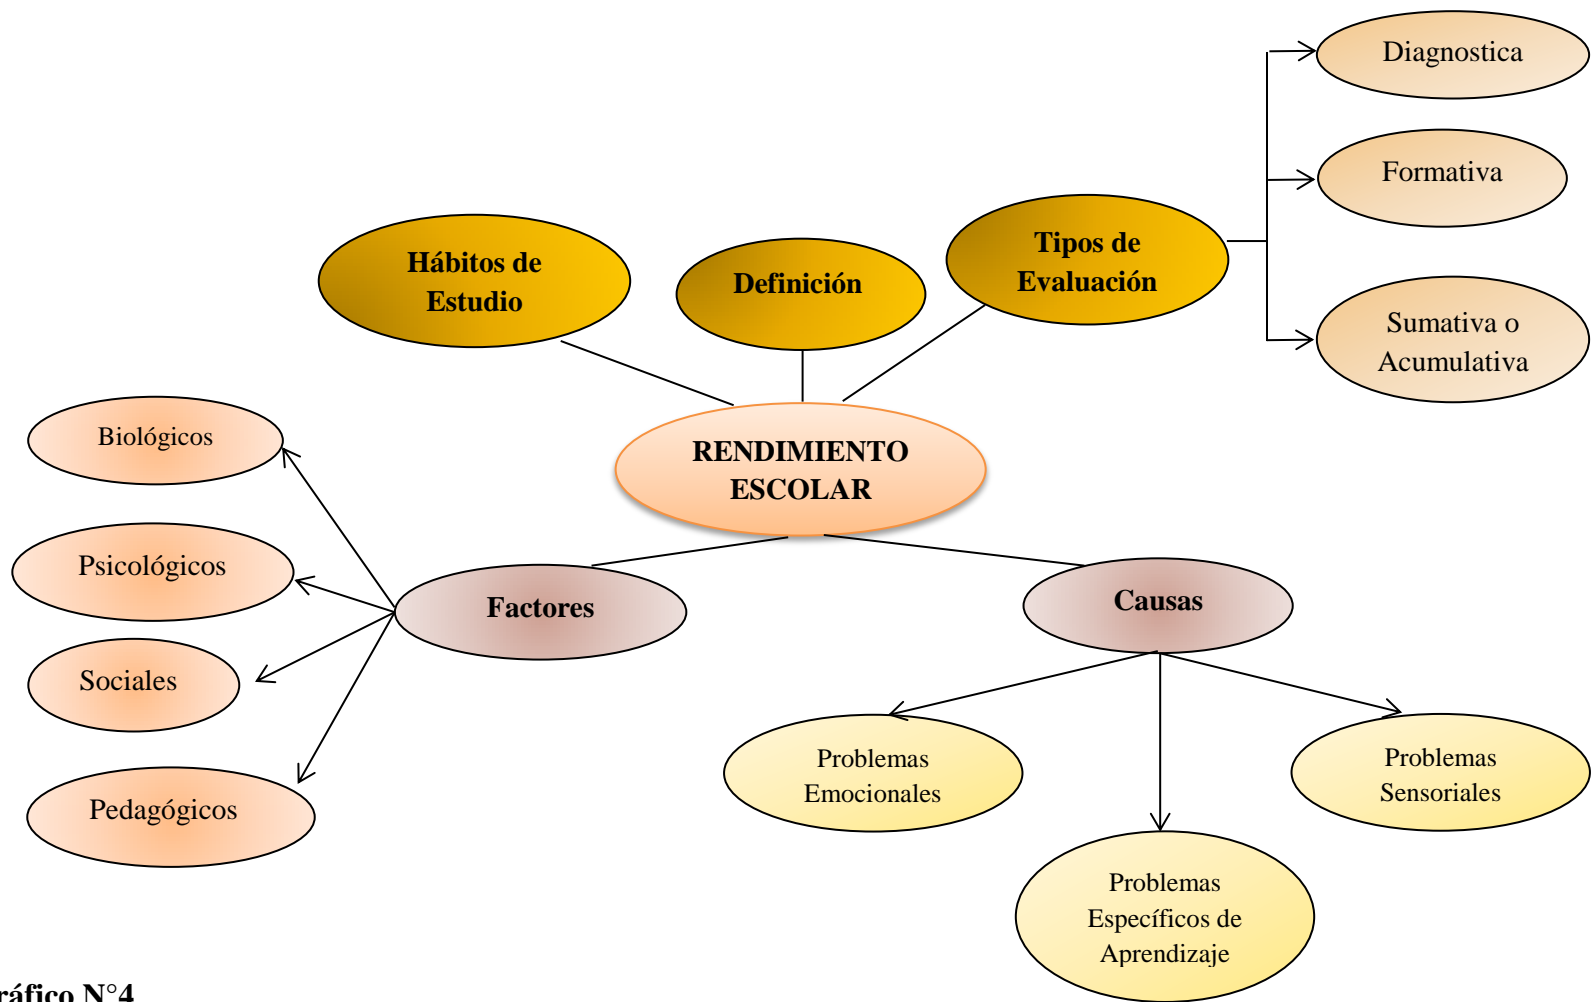 Diagnostica
Formativa
Sumativa o
Acumulativa
Tipos de
Evaluación
Definición
Hábitos de
Estudio
RENDIMIENTO
ESCOLAR
Biológicos
Psicológicos
Sociales
Pedagógicos
Factores
Causas
Problemas
Emocionales
Problemas
Específicos de
Aprendizaje
Problemas
Sensoriales
ráfico N°4